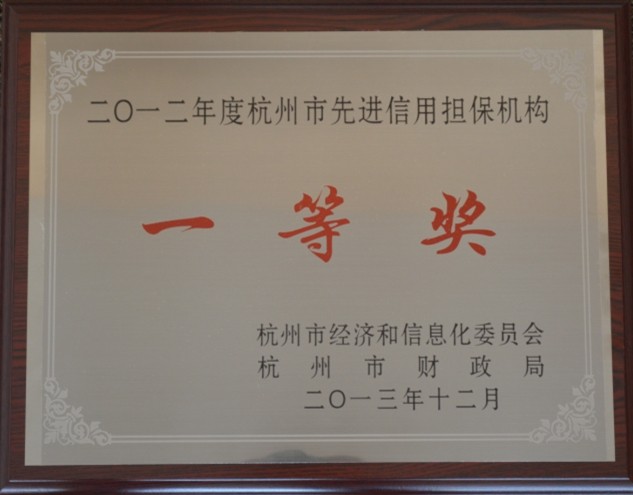 二〇一二年度杭州市先进信用担保机构
一等奖
杭州市经济和信息化委员会
杭州市财政局
二〇一三年十二月